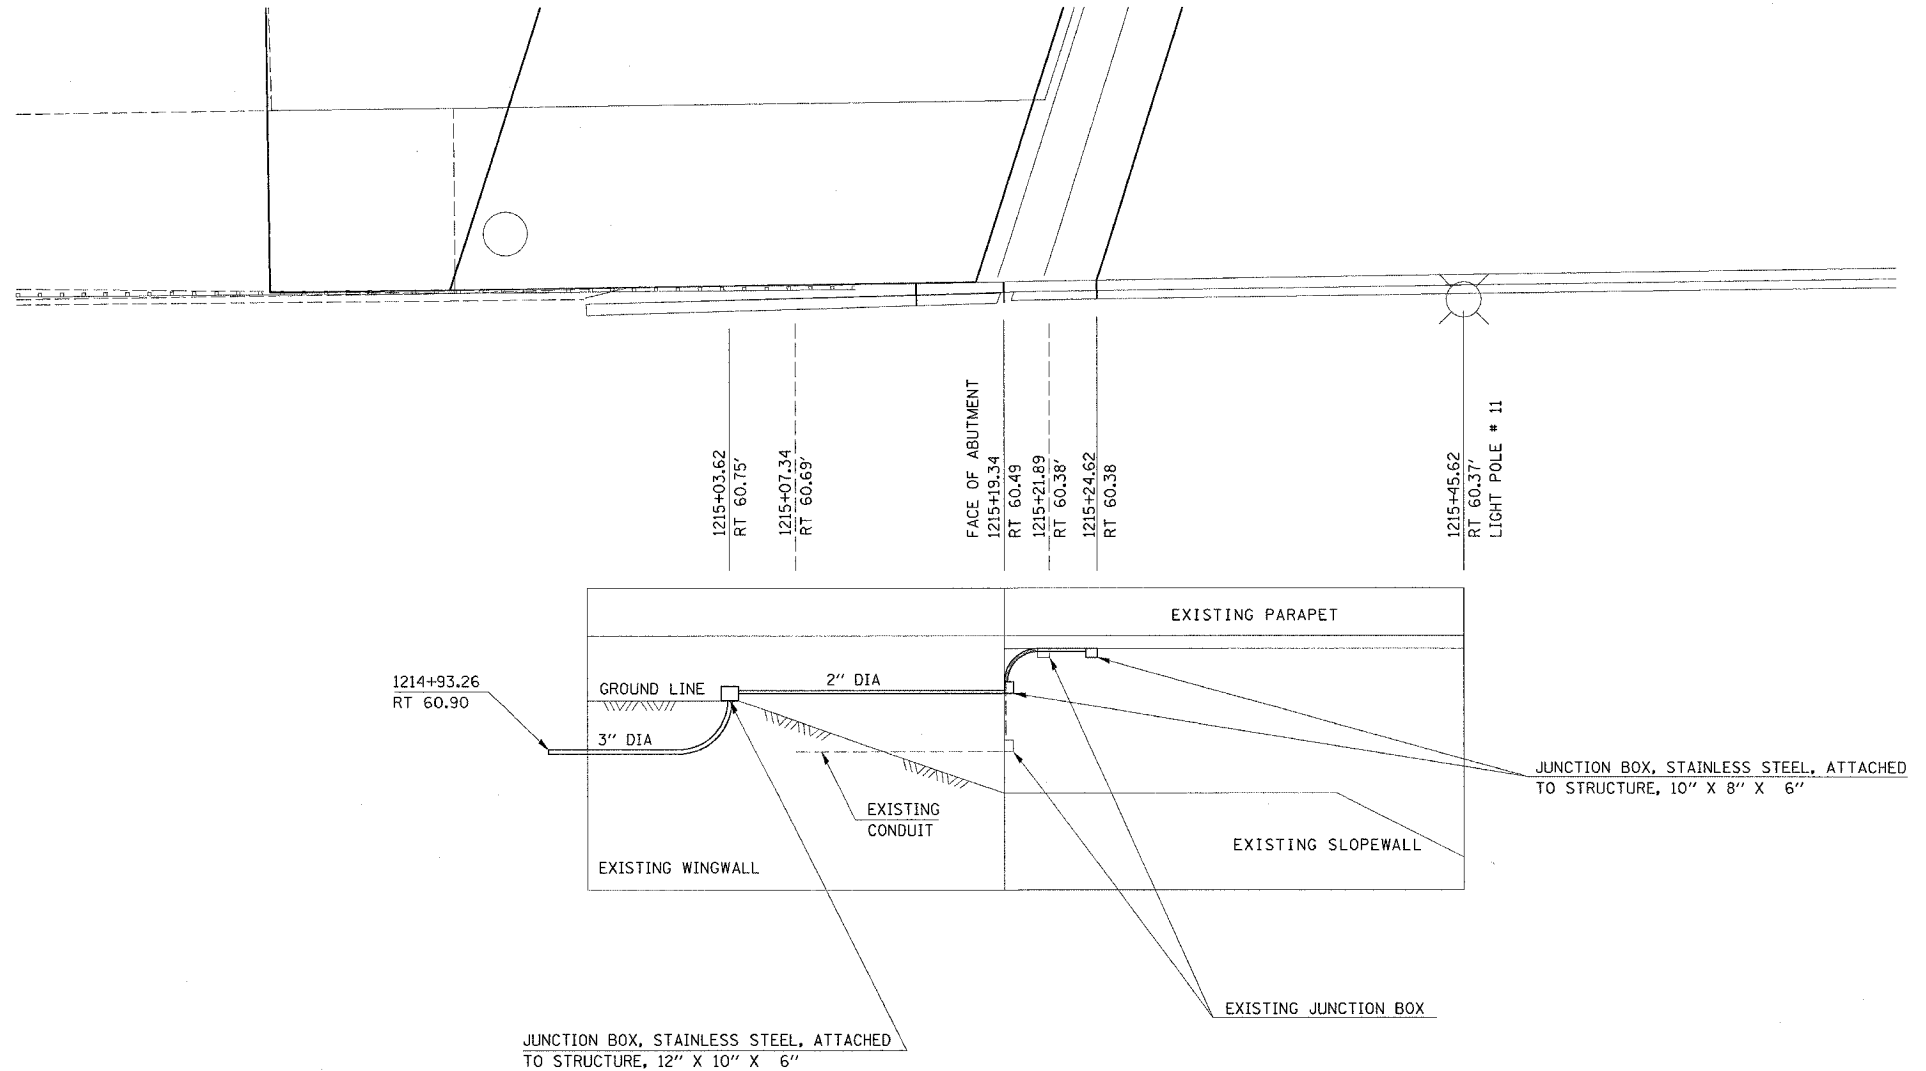 1215+03.62
RT 60.75'
1215+07.34
RT 60.69'
FACE OF ABUTMENT
1215+19.34
RT 60.49
1215+21.89
RT 60.38'
1215+24.62
RT 60.38
1215+45.62
RT 60.37'
LIGHT POLE # 11
EXISTING PARAPET
1214+93.26
RT 60.90
GROUND LINE
2" DIA
3" DIA
EXISTING
CONDUIT
JUNCTION BOX, STAINLESS STEEL, ATTACHED
TO STRUCTURE, 10" X 8" X 6"
EXISTING SLOPEWALL
EXISTING WINGWALL
EXISTING JUNCTION BOX
JUNCTION BOX, STAINLESS STEEL, ATTACHED
TO STRUCTURE, 12" X 10" X 6"